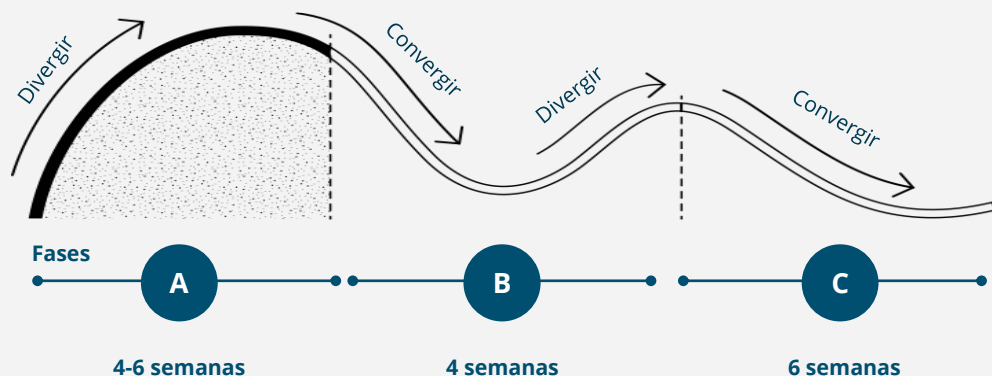 Divergir
Convergir
Divergir
Convergir
Fases
A
B
C
4-6 semanas
4 semanas
6 semanas